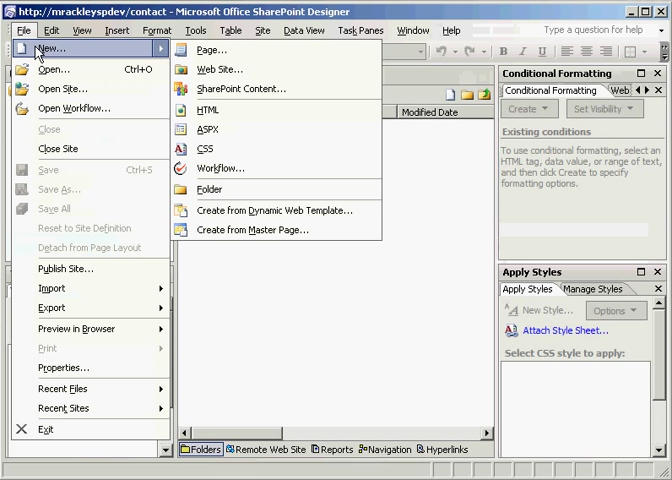 http://mrackleyspdev/contact - Microsoft Office SharePoint Designer
File Edit View Insert Format Tools Table Site Data View Task Panes Window Help
Type a question for help
New...
Open... Ctrl+O
Open Site...
Open Workflow...
Close
Close Site
Save Ctrl+S
Save As...
Save All
Reset to Site Definition
Detach from Page Layout
Publish Site...
Import
Export
Preview in Browser
Print
Properties...
Recent Files
Recent Sites
Exit
Page...
Web Site...
SharePoint Content...
HTML
ASPX
CSS
Workflow...
Folder
Create from Dynamic Web Template...
Create from Master Page...
Modified Date
Folders Remote Web Site Reports Navigation Hyperlinks
Conditional Formatting
Conditional Formatting Web
Create Set Visibility
Existing conditions
To use conditional formatting, select an
HTML tag, data value, or range of text,
and then click Create to specify
formatting options.
Apply Styles
Apply Styles Manage Styles
New Style... Options
Attach Style Sheet...
Select CSS style to apply: